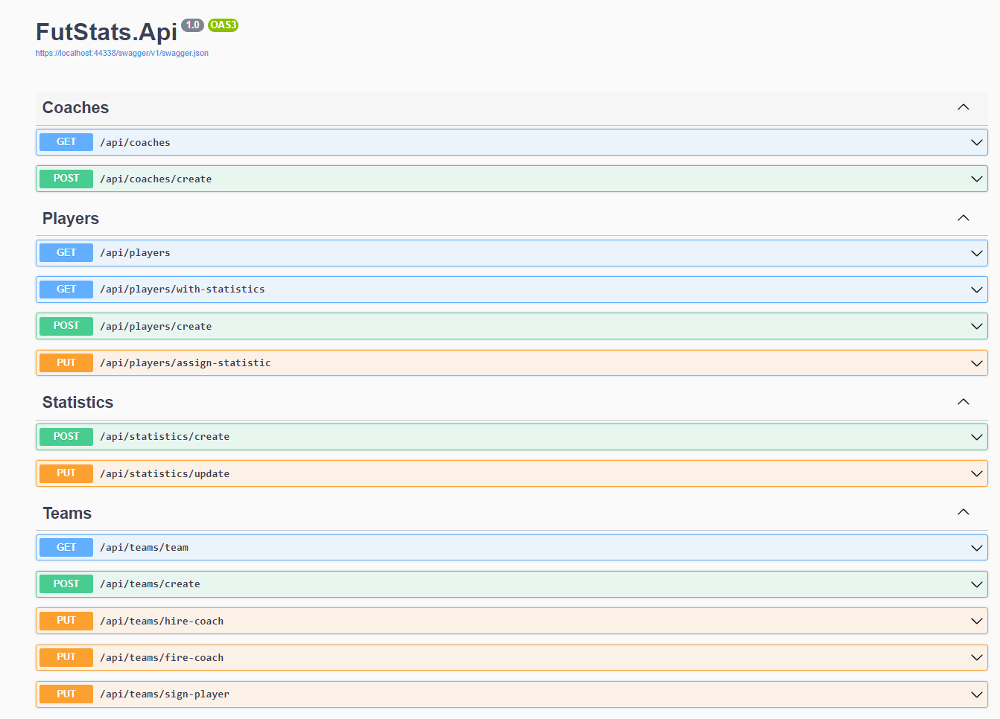 FutStats.Api 1.0 OAS3
https://localhost:44338/swagger/v1/swagger.json
Coaches
GET /api/coaches
POST /api/coaches/create
Players
GET /api/players
GET /api/players/with-statistics
POST /api/players/create
PUT /api/players/assign-statistic
Statistics
POST /api/statistics/create
PUT /api/statistics/update
Teams
GET /api/teams/team
POST /api/teams/create
PUT /api/teams/hire-coach
PUT /api/teams/fire-coach
PUT /api/teams/sign-player